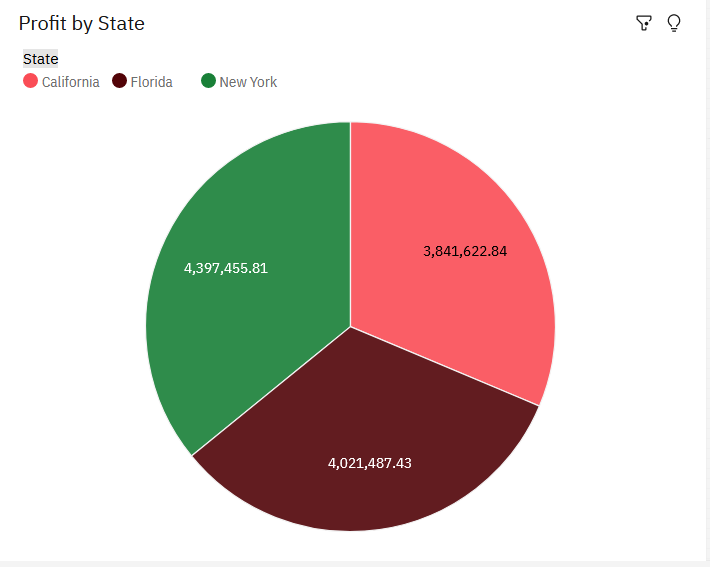 Profit by State
State
California Florida New York
3,841,622.84
4,397,455.81
4,021,487.43